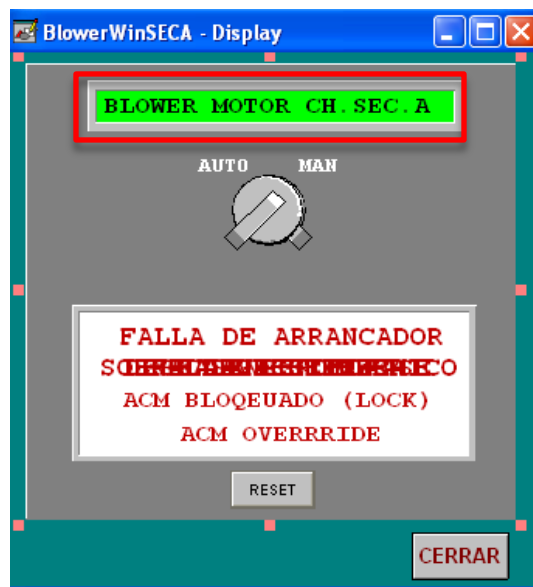 BlowerWinSECA - Display
BLOWER MOTOR CH.SEC.A
AUTO MAN
FALLA DE ARRANCADOR
ACM BLOQEUADO (LOCK)
ACM OVERRRIDE
RESET
CERRAR